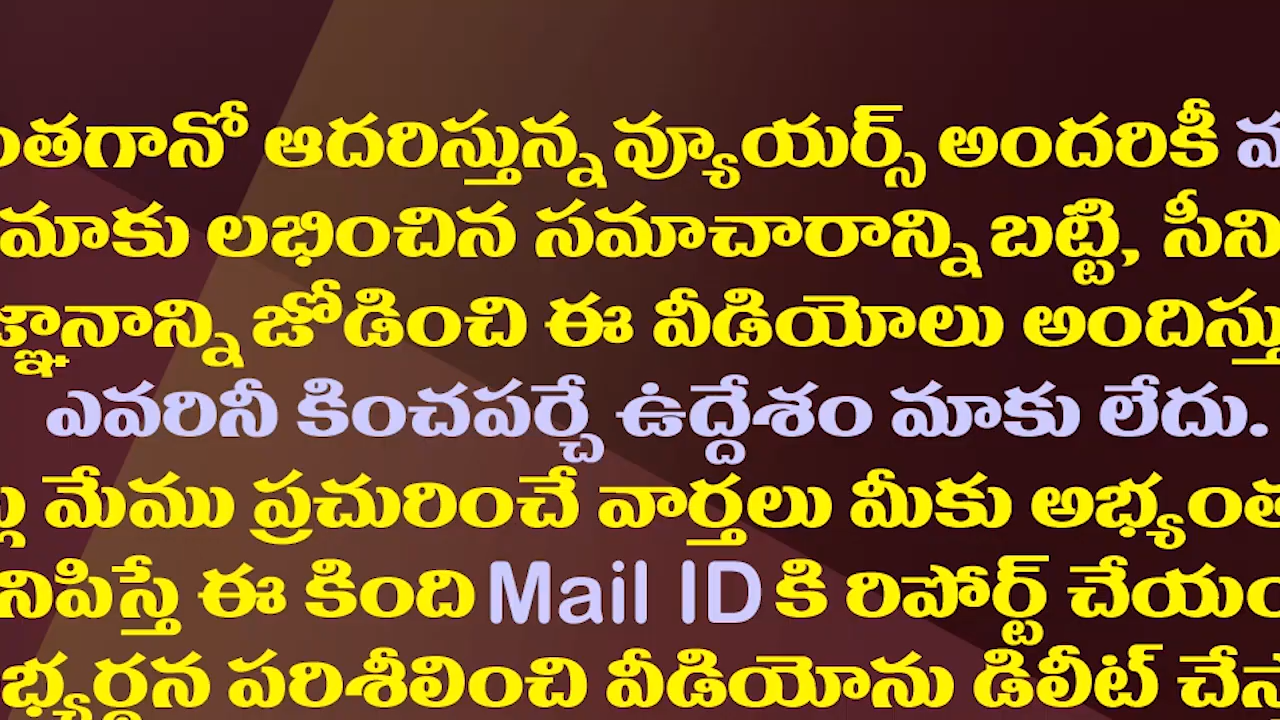 ంతగానో ఆదరిస్తున్న వ్యూయర్స్ అందరికీ
మాకు లభించిన సమాచారాన్ని బట్టి, సీని
జ్ఞానాన్ని జోడించి ఈ వీడియోలు అందిస్తు
ఎవరినీ కించపర్చే ఉద్దేశం మాకు లేదు.
మేము ప్రచురించే వార్తలు మీకు అభ్యంత
నిపిస్తే ఈ కింది Mail ID కి రిపోర్ట్ చేయం
భ్యర్థన పరిశీలించి వీడియోను డిలీట్ చేస